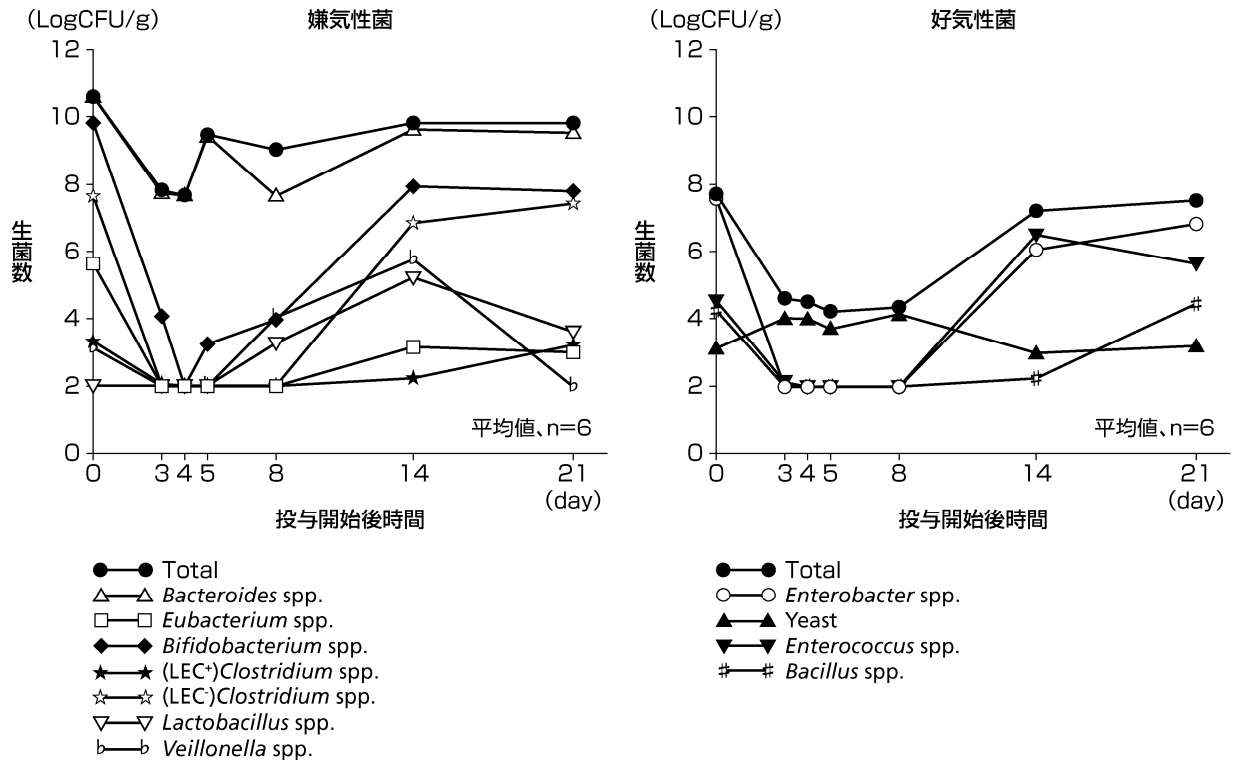 (LogCFU/g)
嫌気性菌
12
10
8
6
4
2
0
生菌数
平均値、n=6
0 3 4 5 8 14 21
(day)
投与開始後時間
Total
Bacteroides spp.
Eubacterium spp.
Bifidobacterium spp.
(LEC⁺)Clostridium spp.
(LEC⁻)Clostridium spp.
Lactobacillus spp.
Veillonella spp.
(LogCFU/g)
好気性菌
12
10
8
6
4
2
0
生菌数
平均値、n=6
0 3 4 5 8 14 21
(day)
投与開始後時間
Total
Enterobacter spp.
Yeast
Enterococcus spp.
Bacillus spp.